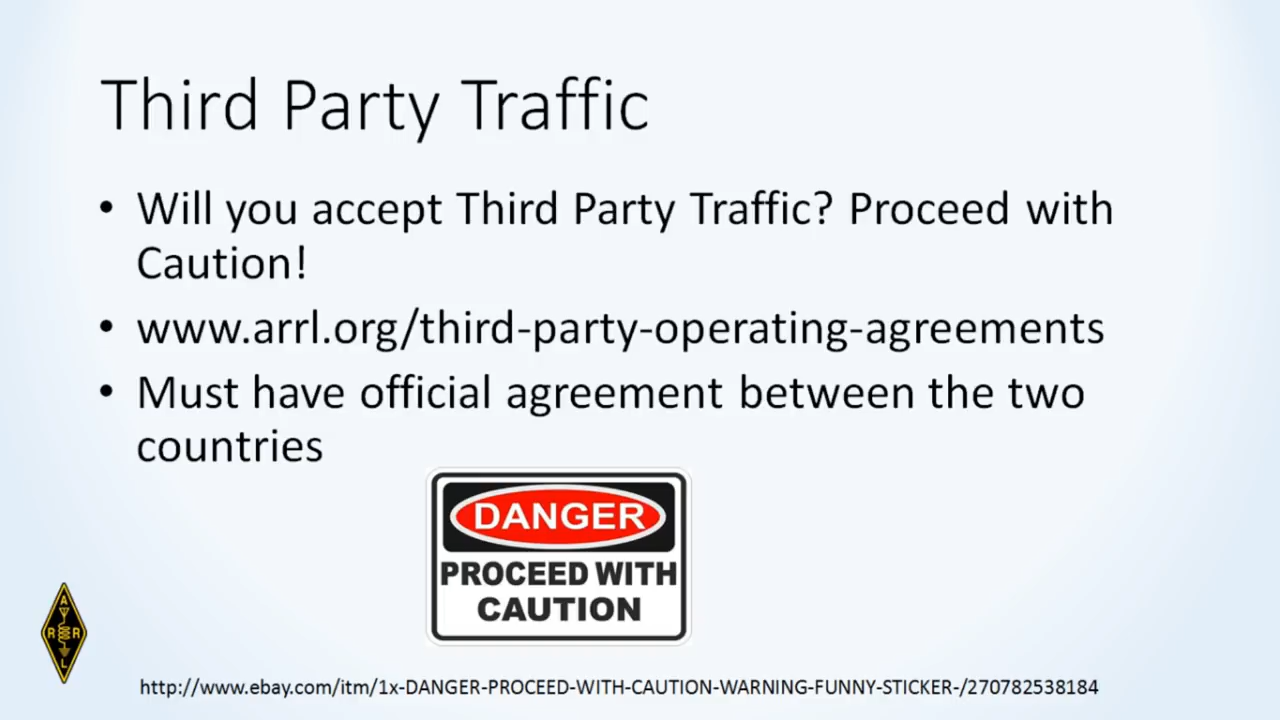 Third Party Traffic
• Will you accept Third Party Traffic? Proceed with
Caution!
• www.arrl.org/third-party-operating-agreements
• Must have official agreement between the two
countries
DANGER
PROCEED WITH
CAUTION
A
R R
L
http://www.ebay.com/itm/1x-DANGER-PROCEED-WITH-CAUTION-WARNING-FUNNY-STICKER-/270782538184